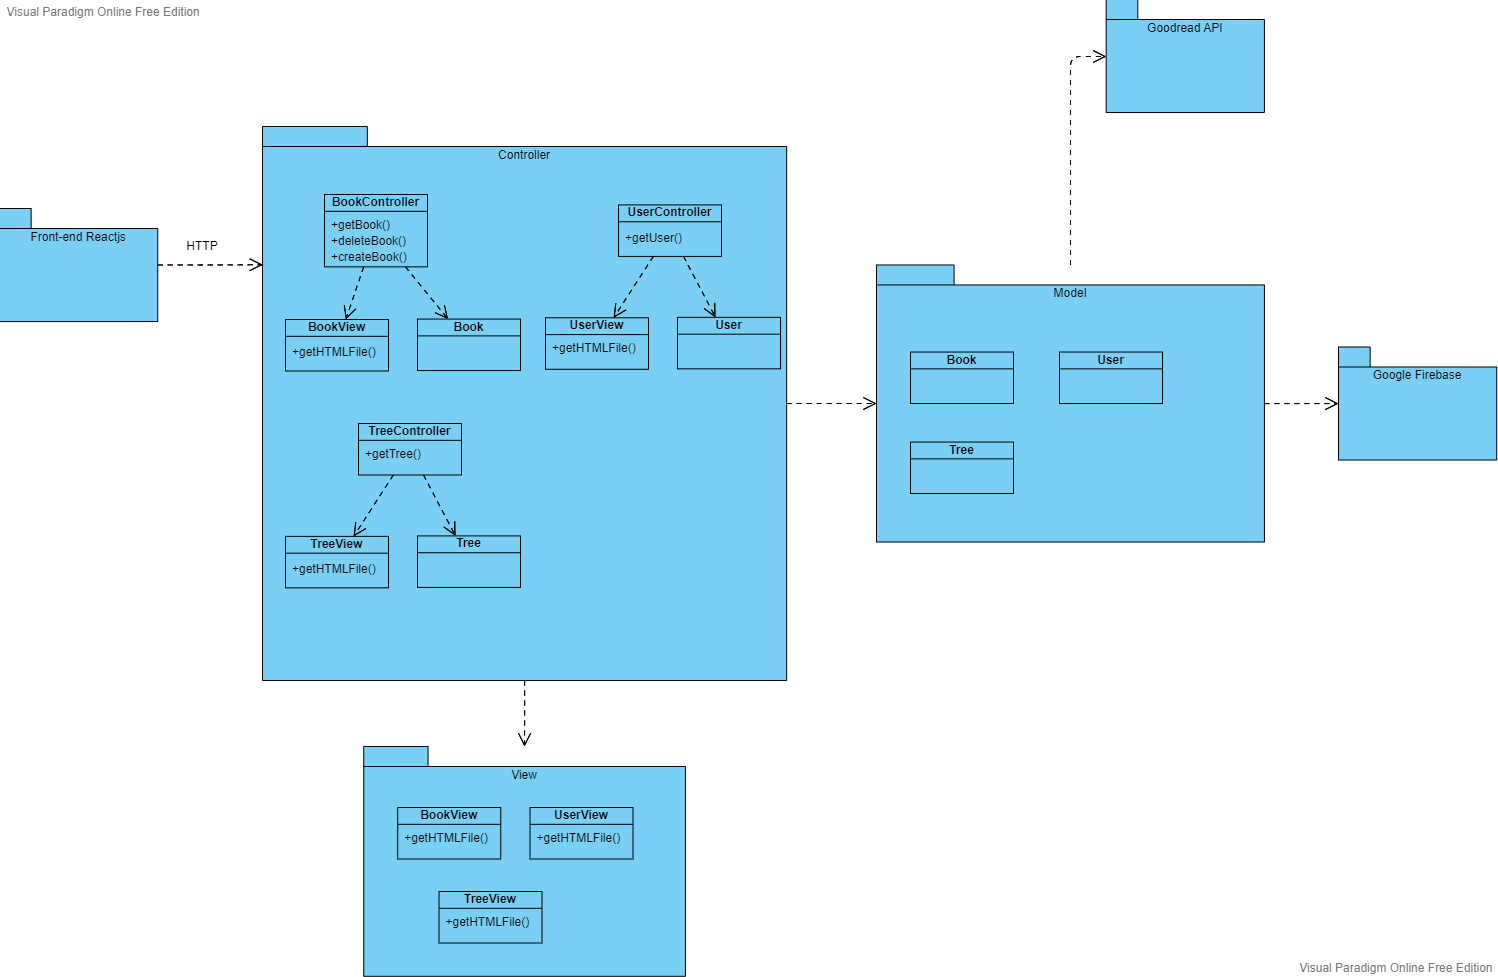 Visual Paradigm Online Free Edition
Goodread API
Controller
BookController
+getBook()
+deleteBook()
+createBook()
UserController
+getUser()
Front-end Reactjs
HTTP
Model
BookView
+getHTMLFile()
Book
UserView
+getHTMLFile()
User
Book
User
Google Firebase
TreeController
+getTree()
Tree
TreeView
+getHTMLFile()
Tree
View
BookView
+getHTMLFile()
UserView
+getHTMLFile()
TreeView
+getHTMLFile()
Visual Paradigm Online Free Edition